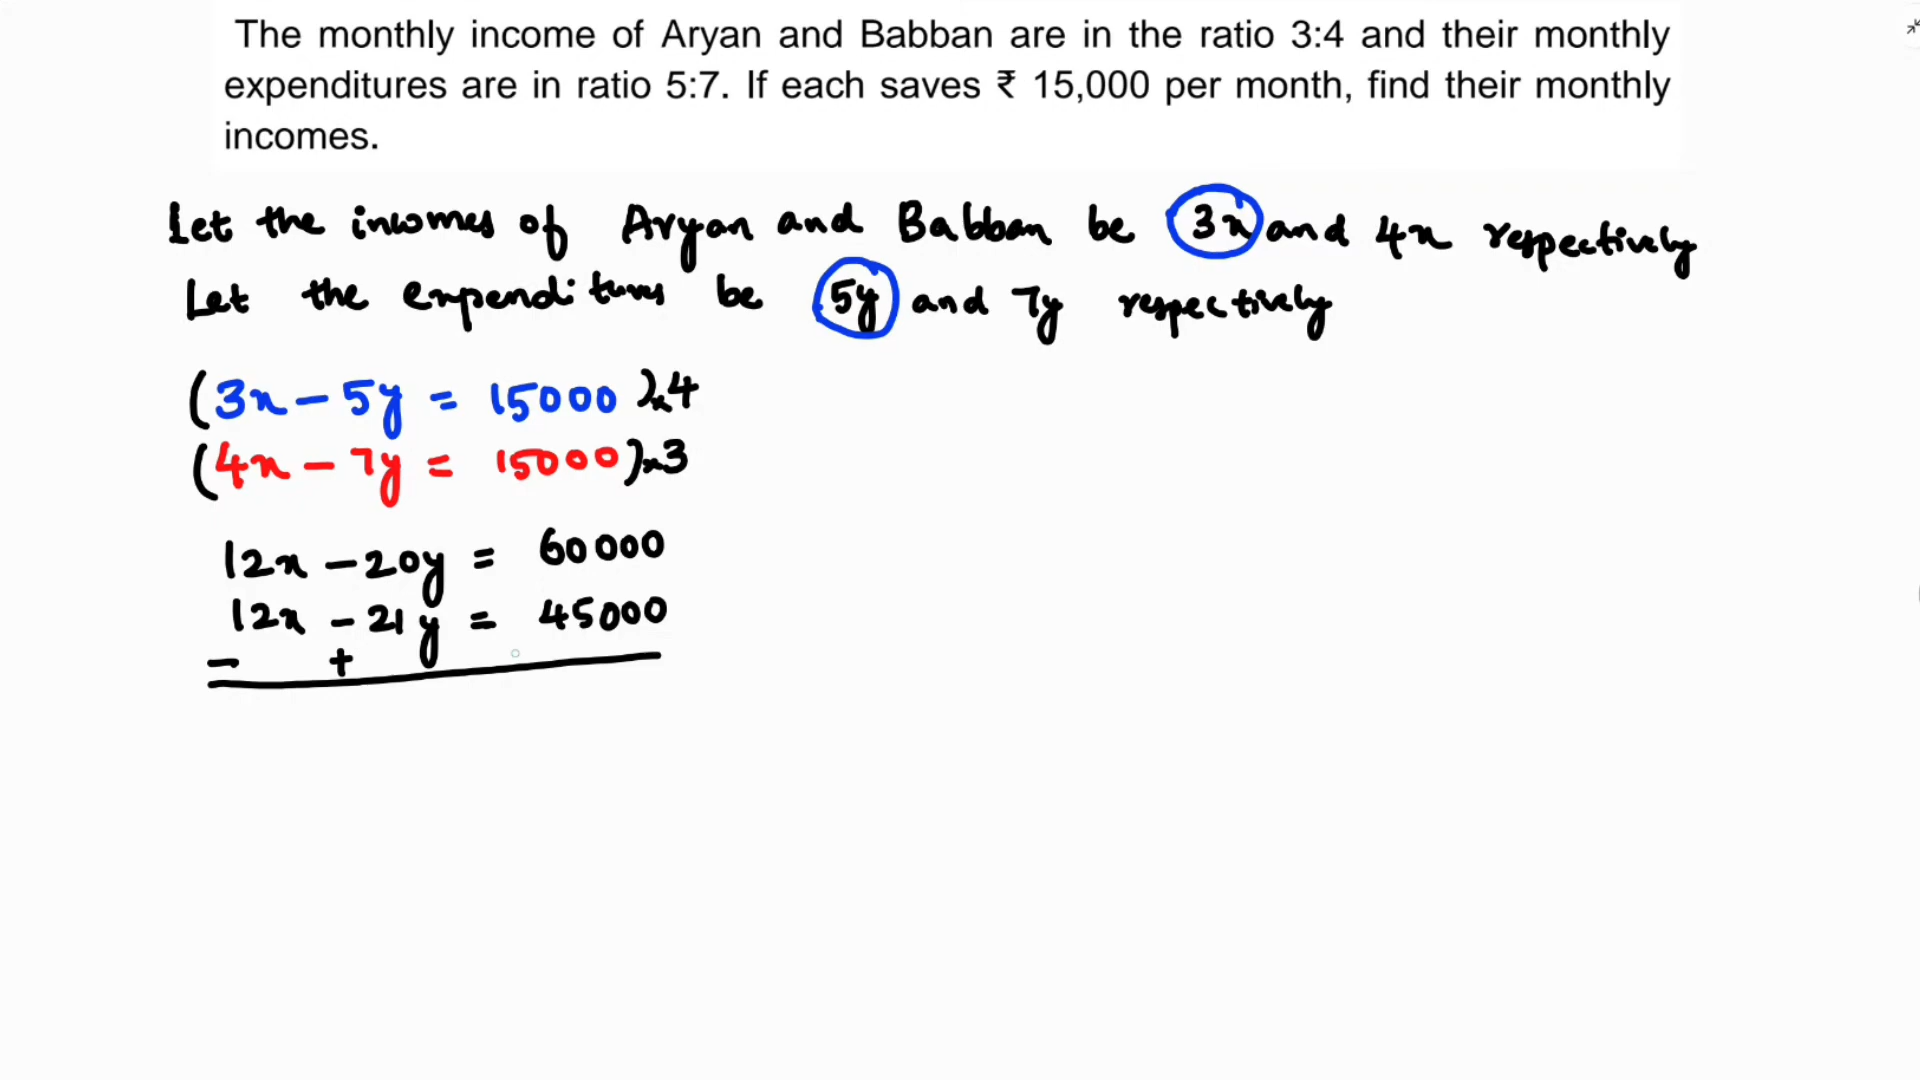 The monthly income of Aryan and Babban are in the ratio 3:4 and their monthly
expenditures are in ratio 5:7. If each saves ₹ 15,000 per month, find their monthly
incomes.
Let the incomes of Aryan and Babban be 3x and 4x respectively
Let the expenditures be 5y and 7y respectively
(3x - 5y = 15000) x4
(4x - 7y = 15000) x3
12x - 20y = 60000
12x - 21y = 45000
- +